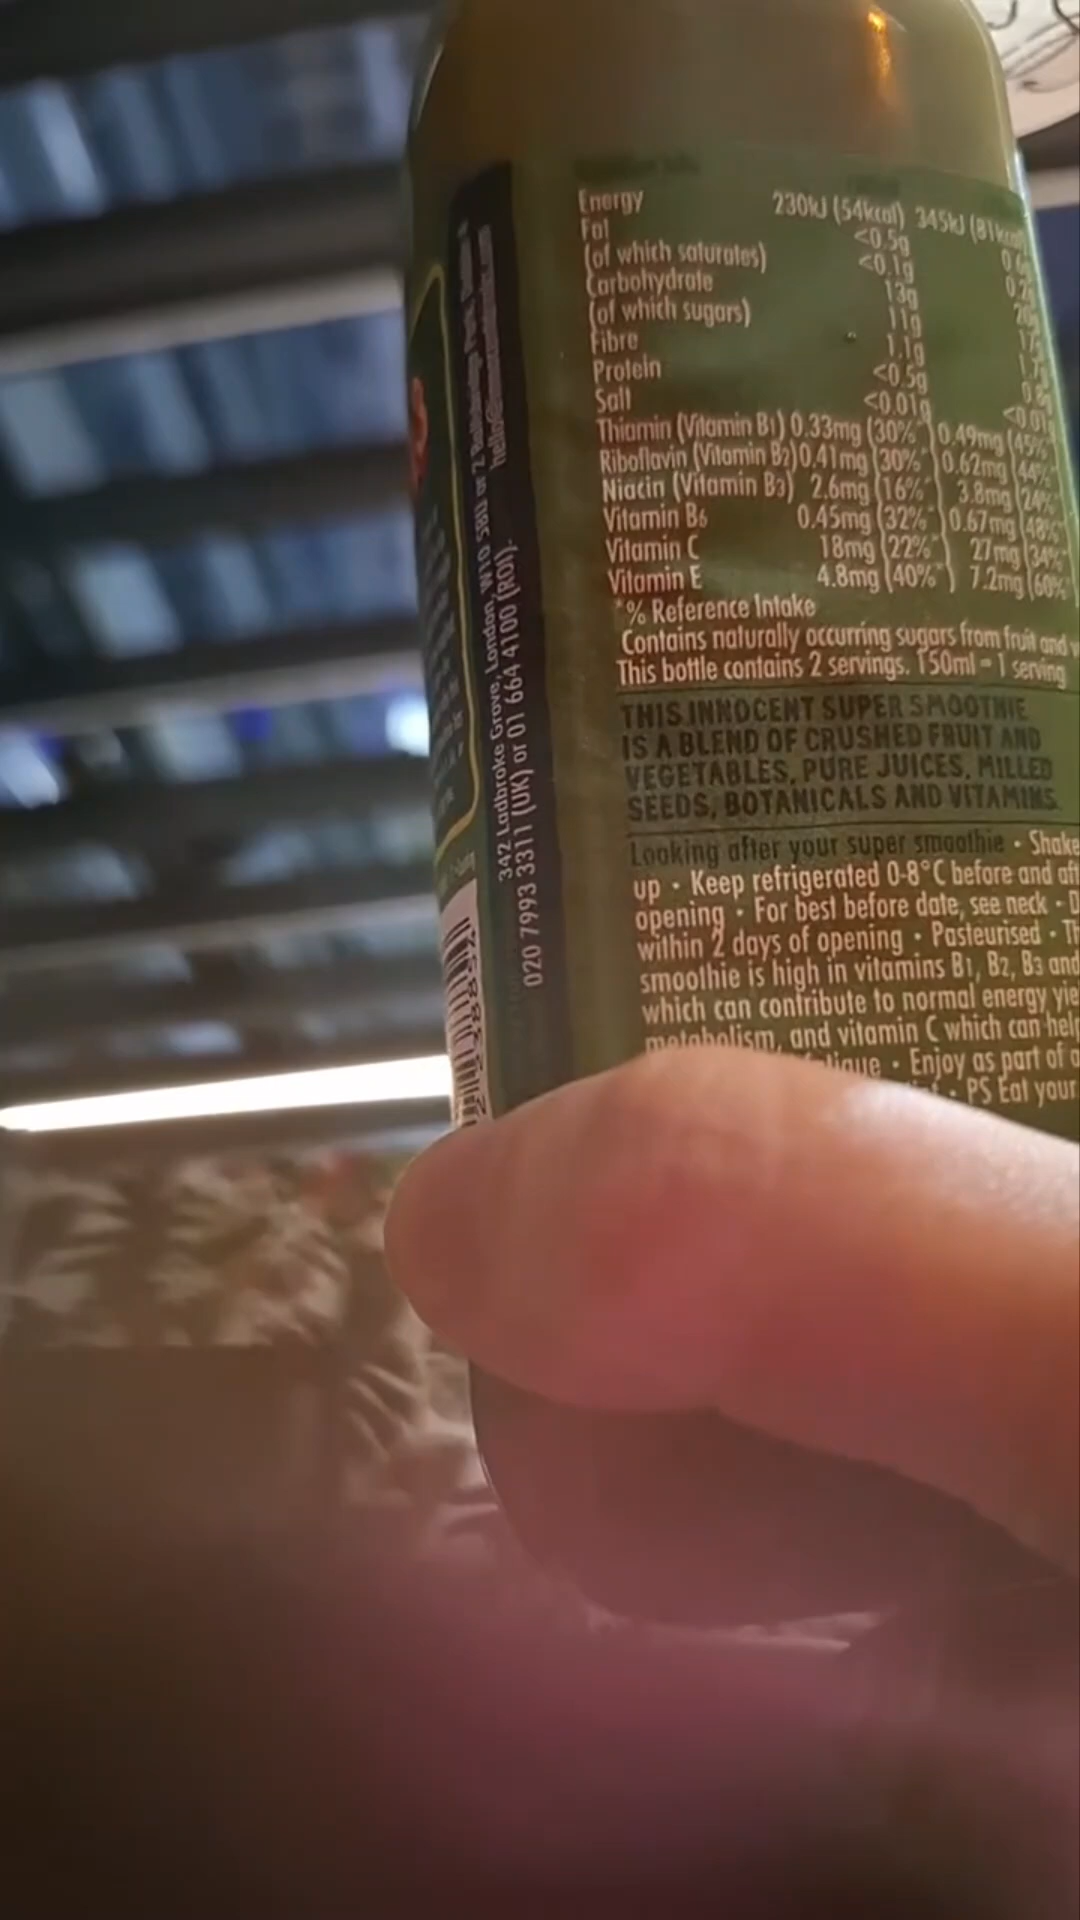 Energy 230kJ (54kcal) 345kJ (81kcal)
Fat <0.5g
(of which saturates) <0.1g
Carbohydrate 13g 20g
(of which sugars) 11g
Fibre 1.1g
Protein <0.5g
Salt <0.01g
Thiamin (Vitamin B1) 0.33mg (30%*) 0.49mg (45%
Riboflavin (Vitamin B2) 0.41mg (30%*) 0.62mg (44%
Niacin (Vitamin B3) 2.6mg (16%*) 3.8mg (24%
Vitamin B6 0.45mg (32%*) 0.67mg (48%
Vitamin C 18mg (22%*) 27mg (34%
Vitamin E 4.8mg (40%*) 7.2mg (60%
*% Reference Intake
Contains naturally occurring sugars from fruit and
This bottle contains 2 servings. 150ml = 1 serving
THIS INNOCENT SUPER SMOOTHIE
IS A BLEND OF CRUSHED FRUIT AND
VEGETABLES, PURE JUICES, MILLED
SEEDS, BOTANICALS AND VITAMINS.
Looking after your super smoothie • Shake
up • Keep refrigerated 0-8°C before and aft
opening • For best before date, see neck • D
within 2 days of opening • Pasteurised • Th
smoothie is high in vitamins B1, B2, B3 and
which can contribute to normal energy yie
metabolism, and vitamin C which can help
• Enjoy as part of a
• PS Eat your
342 Ladbroke Grove, London, W10 5BU or 2
020 7993 3311 (UK) or 01 664 4100 (ROI).